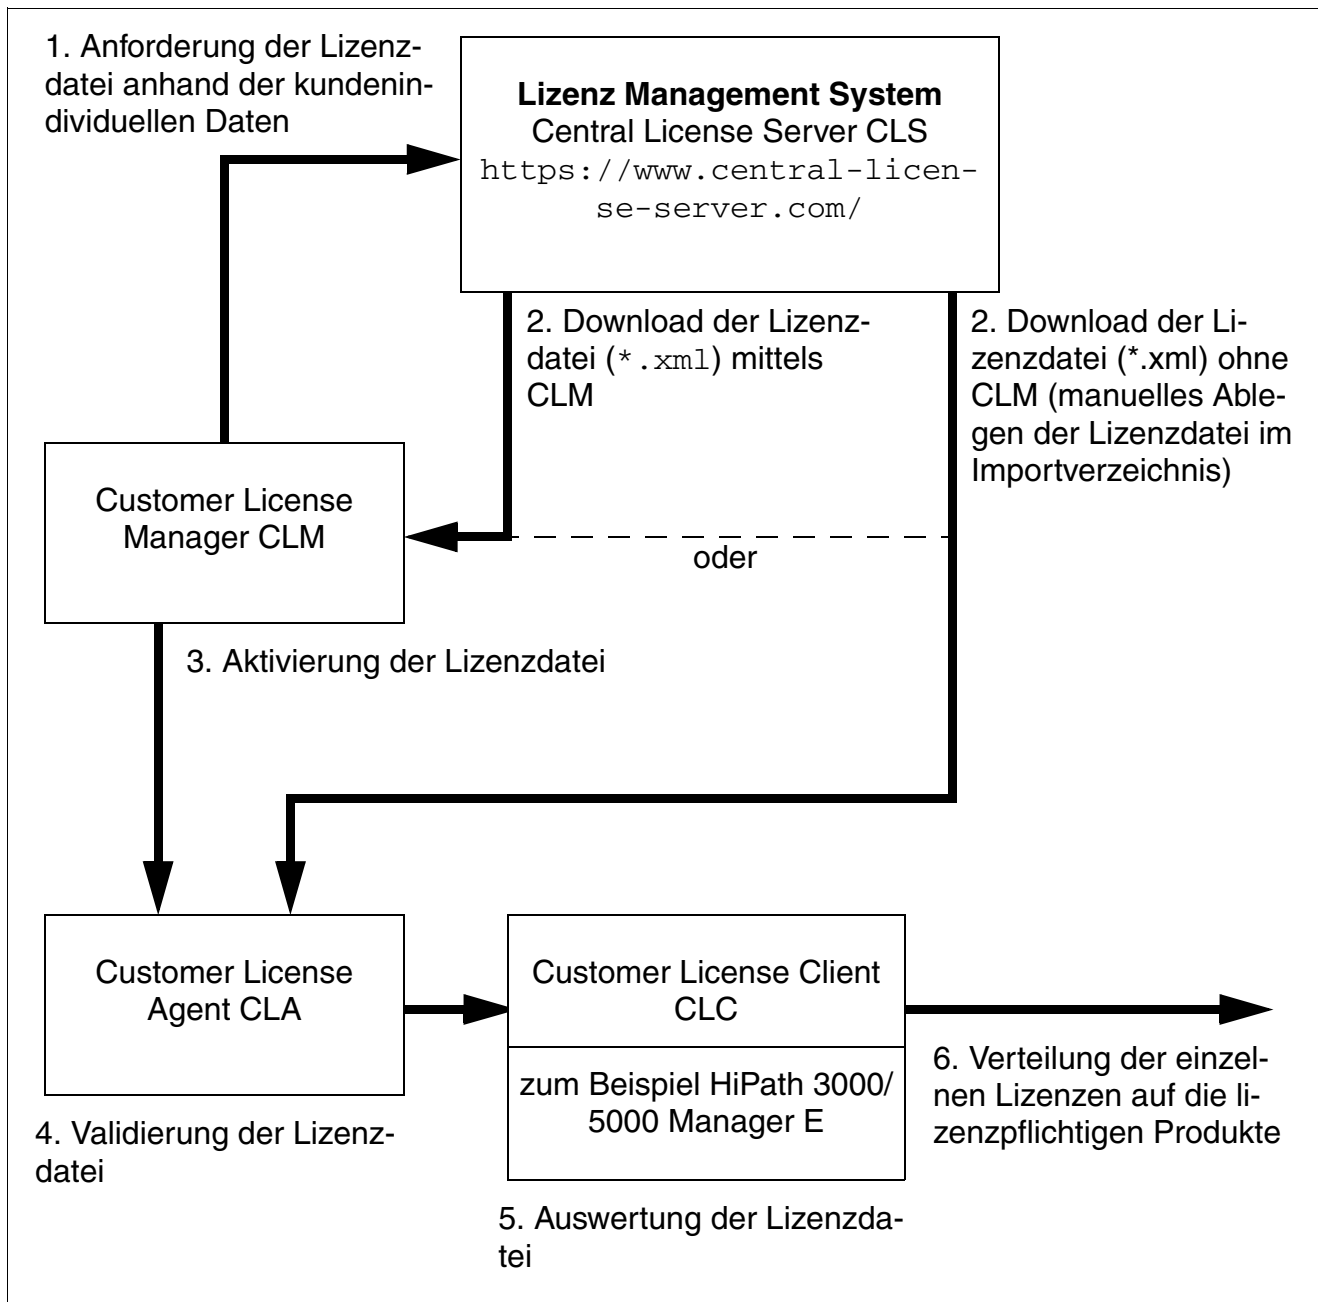 1. Anforderung der Lizenz-
datei anhand der kundenin-
dividuellen Daten
Lizenz Management System
Central License Server CLS
https://www.central-licen-
se-server.com/
2. Download der Lizenz-
datei (*.xml) mittels
CLM
2. Download der Li-
zenzdatei (*.xml) ohne
CLM (manuelles Able-
gen der Lizenzdatei im
Importverzeichnis)
Customer License
Manager CLM
oder
3. Aktivierung der Lizenzdatei
Customer License
Agent CLA
Customer License Client
CLC
zum Beispiel HiPath 3000/
5000 Manager E
4. Validierung der Lizenz-
datei
5. Auswertung der Lizenzda-
tei
6. Verteilung der einzel-
nen Lizenzen auf die li-
zenzpflichtigen Produkte